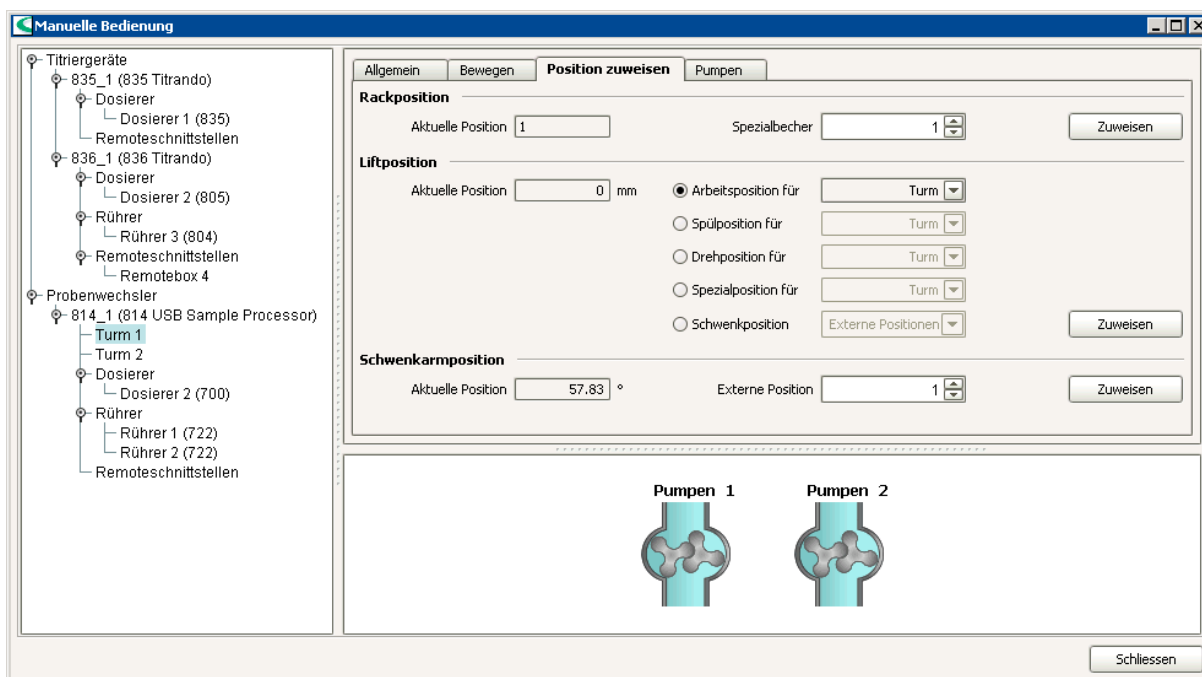 Manuelle Bedienung
Titriergeräte
835_1 (835 Titrando)
Dosierer
Dosierer 1 (835)
Remoteschnittstellen
836_1 (836 Titrando)
Dosierer
Dosierer 2 (805)
Rührer
Rührer 3 (804)
Remoteschnittstellen
Remotebox 4
Probenwechsler
814_1 (814 USB Sample Processor)
Turm 1
Turm 2
Dosierer
Dosierer 2 (700)
Rührer
Rührer 1 (722)
Rührer 2 (722)
Remoteschnittstellen
Allgemein Bewegen Position zuweisen Pumpen
Rackposition
Aktuelle Position 1 Spezialbecher 1 Zuweisen
Liftposition
Aktuelle Position 0 mm Arbeitsposition für Turm
Spülposition für Turm
Drehposition für Turm
Spezialposition für Turm
Schwenkposition Externe Positionen Zuweisen
Schwenkarmposition
Aktuelle Position 57.83 ° Externe Position 1 Zuweisen
Pumpen 1 Pumpen 2
Schliessen